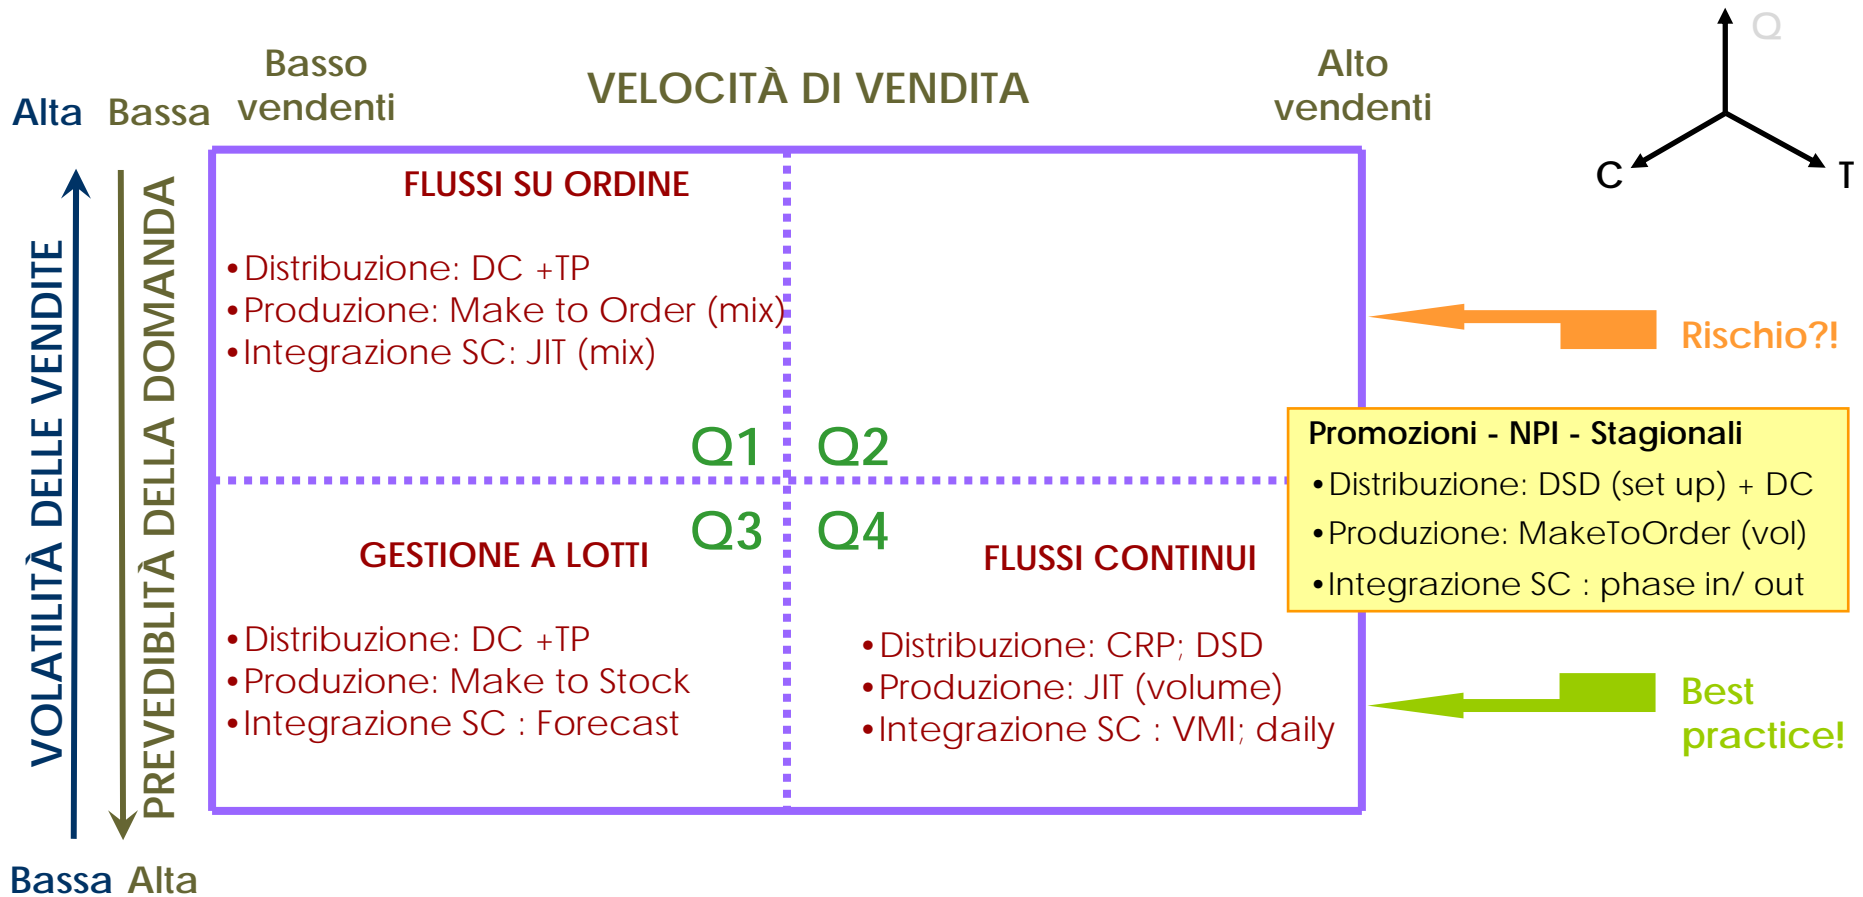 Q
C
T
Basso
vendenti
VELOCITÀ DI VENDITA
Alto
vendenti
Alta
Bassa
VOLATILITÀ DELLE VENDITE
PREVEDIBLITÀ DELLA DOMANDA
FLUSSI SU ORDINE
•Distribuzione: DC +TP
•Produzione: Make to Order (mix)
•Integrazione SC: JIT (mix)
Q1
Q2
Rischio?!
Promozioni - NPI - Stagionali
•Distribuzione: DSD (set up) + DC
•Produzione: MakeToOrder (vol)
•Integrazione SC : phase in/ out
Q3
Q4
GESTIONE A LOTTI
•Distribuzione: DC +TP
•Produzione: Make to Stock
•Integrazione SC : Forecast
FLUSSI CONTINUI
•Distribuzione: CRP; DSD
•Produzione: JIT (volume)
•Integrazione SC : VMI; daily
Best
practice!
Bassa
Alta